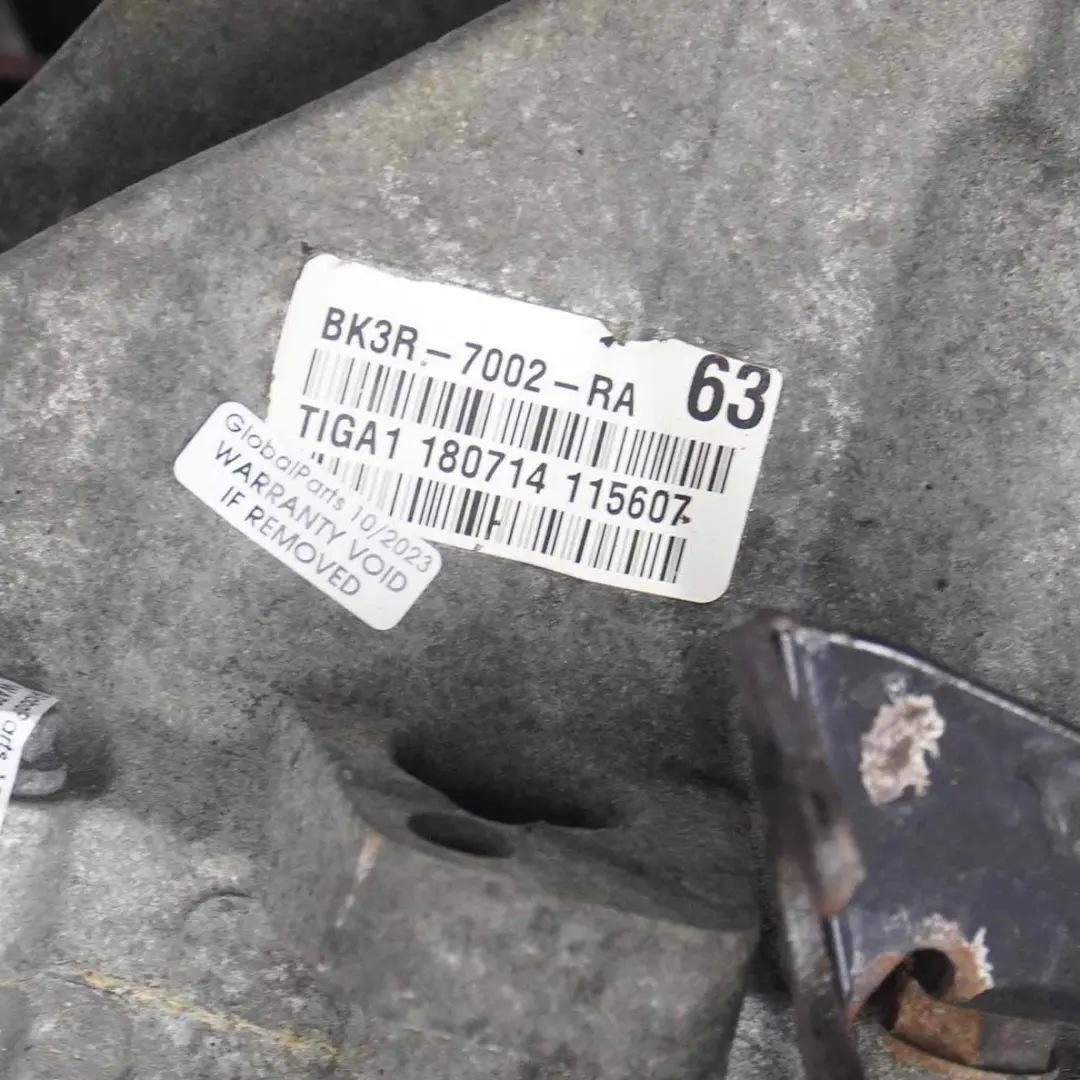 BK3R-7002-RA 63
TIGA1 180714 115607
GlobalParts 10/2023
WARRANTY VOID
IF REMOVED